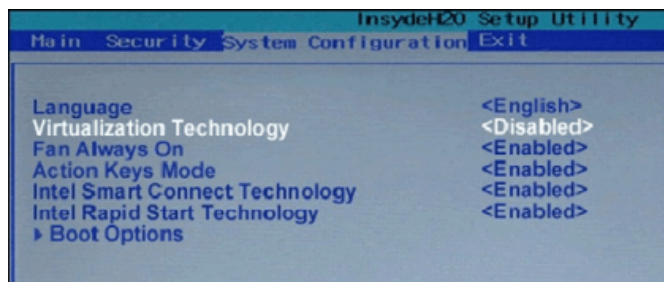 InsydeH20 Setup Utility
Main Security System Configuration Exit
Language <English>
Virtualization Technology <Disabled>
Fan Always On <Enabled>
Action Keys Mode <Enabled>
Intel Smart Connect Technology <Enabled>
Intel Rapid Start Technology <Enabled>
Boot Options